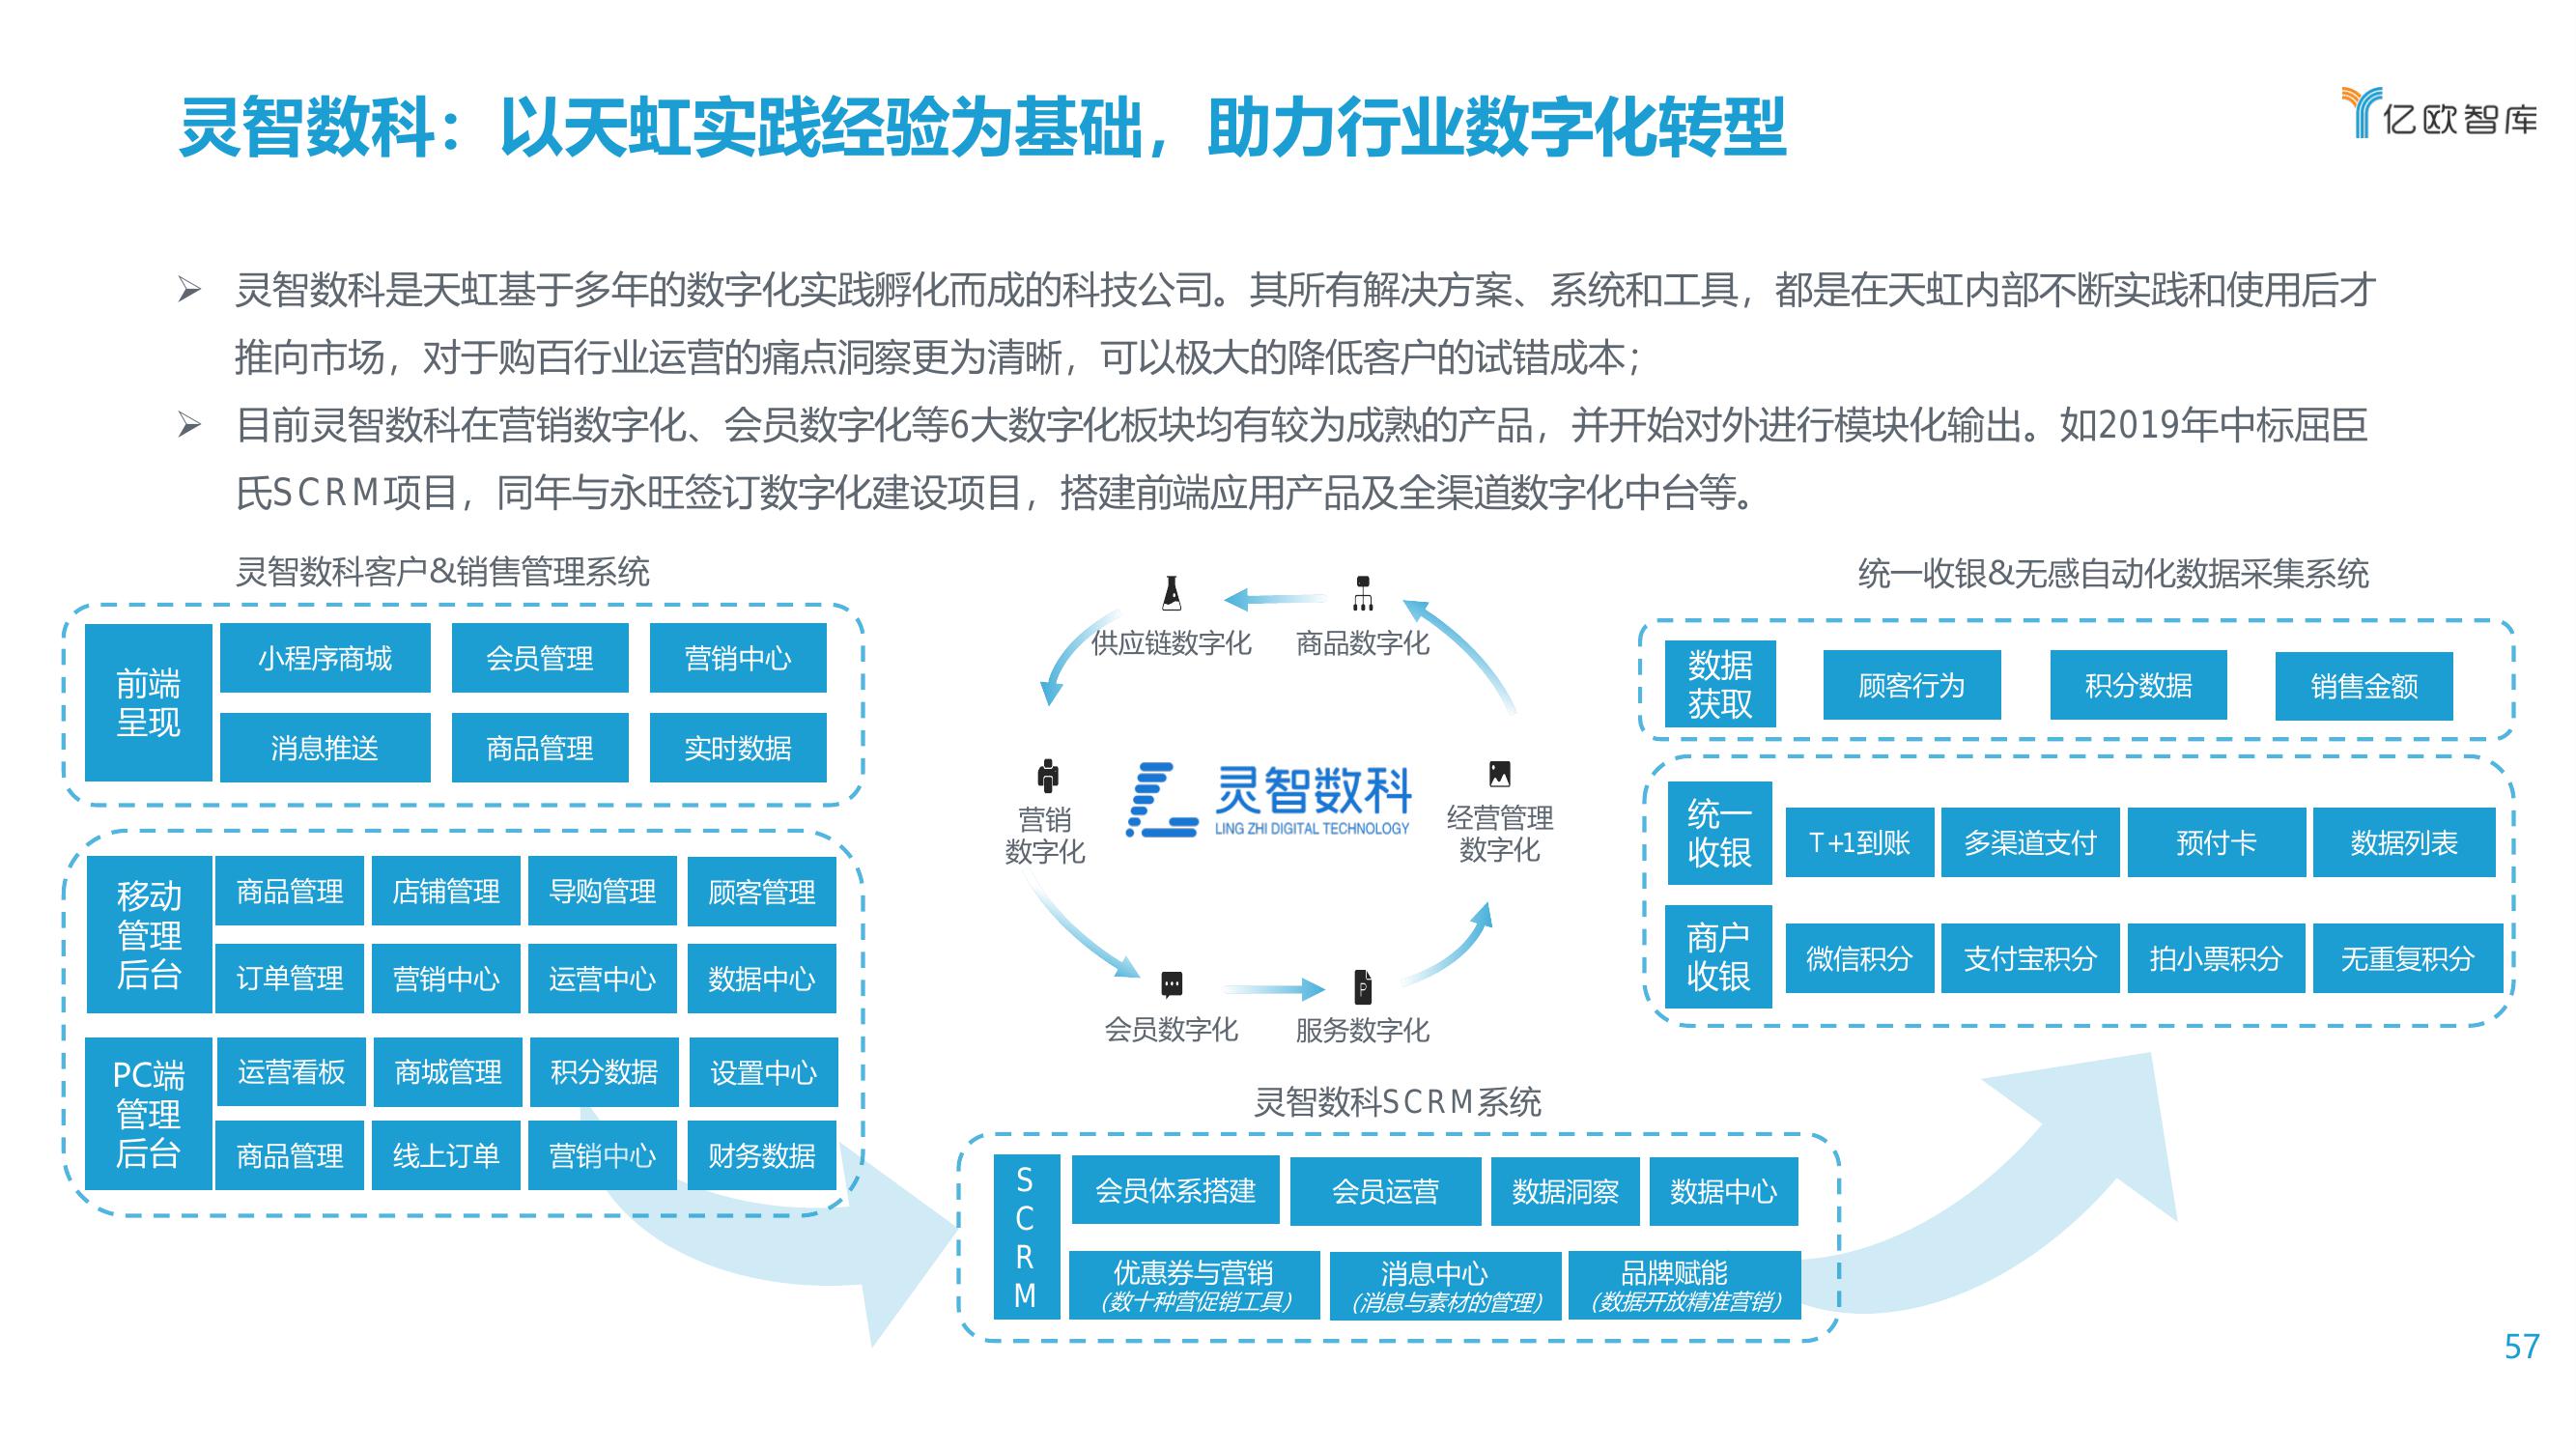 灵智数科：以天虹实践经验为基础，助力行业数字化转型
亿欧智库
灵智数科是天虹基于多年的数字化实践孵化而成的科技公司。其所有解决方案、系统和工具，都是在天虹内部不断实践和使用后才
推向市场，对于购百行业运营的痛点洞察更为清晰，可以极大的降低客户的试错成本；
目前灵智数科在营销数字化、会员数字化等6大数字化板块均有较为成熟的产品，并开始对外进行模块化输出。如2019年中标屈臣
氏SCRM项目，同年与永旺签订数字化建设项目，搭建前端应用产品及全渠道数字化中台等。
灵智数科客户&销售管理系统
前端
呈现
小程序商城
会员管理
营销中心
消息推送
商品管理
实时数据
移动
管理
后台
商品管理
店铺管理
导购管理
顾客管理
订单管理
营销中心
运营中心
数据中心
PC端
管理
后台
运营看板
商城管理
积分数据
设置中心
商品管理
线上订单
营销中心
财务数据
供应链数字化
商品数字化
营销
数字化
灵智数科
LING ZHI DIGITAL TECHNOLOGY
经营管理
数字化
会员数字化
服务数字化
P
灵智数科SCRM系统
S
C
R
M
会员体系搭建
会员运营
数据洞察
数据中心
优惠券与营销
（数十种营促销工具）
消息中心
（消息与素材的管理）
品牌赋能
（数据开放精准营销）
统一收银&无感自动化数据采集系统
数据
获取
顾客行为
积分数据
销售金额
统一
收银
T+1到账
多渠道支付
预付卡
数据列表
商户
收银
微信积分
支付宝积分
拍小票积分
无重复积分
57